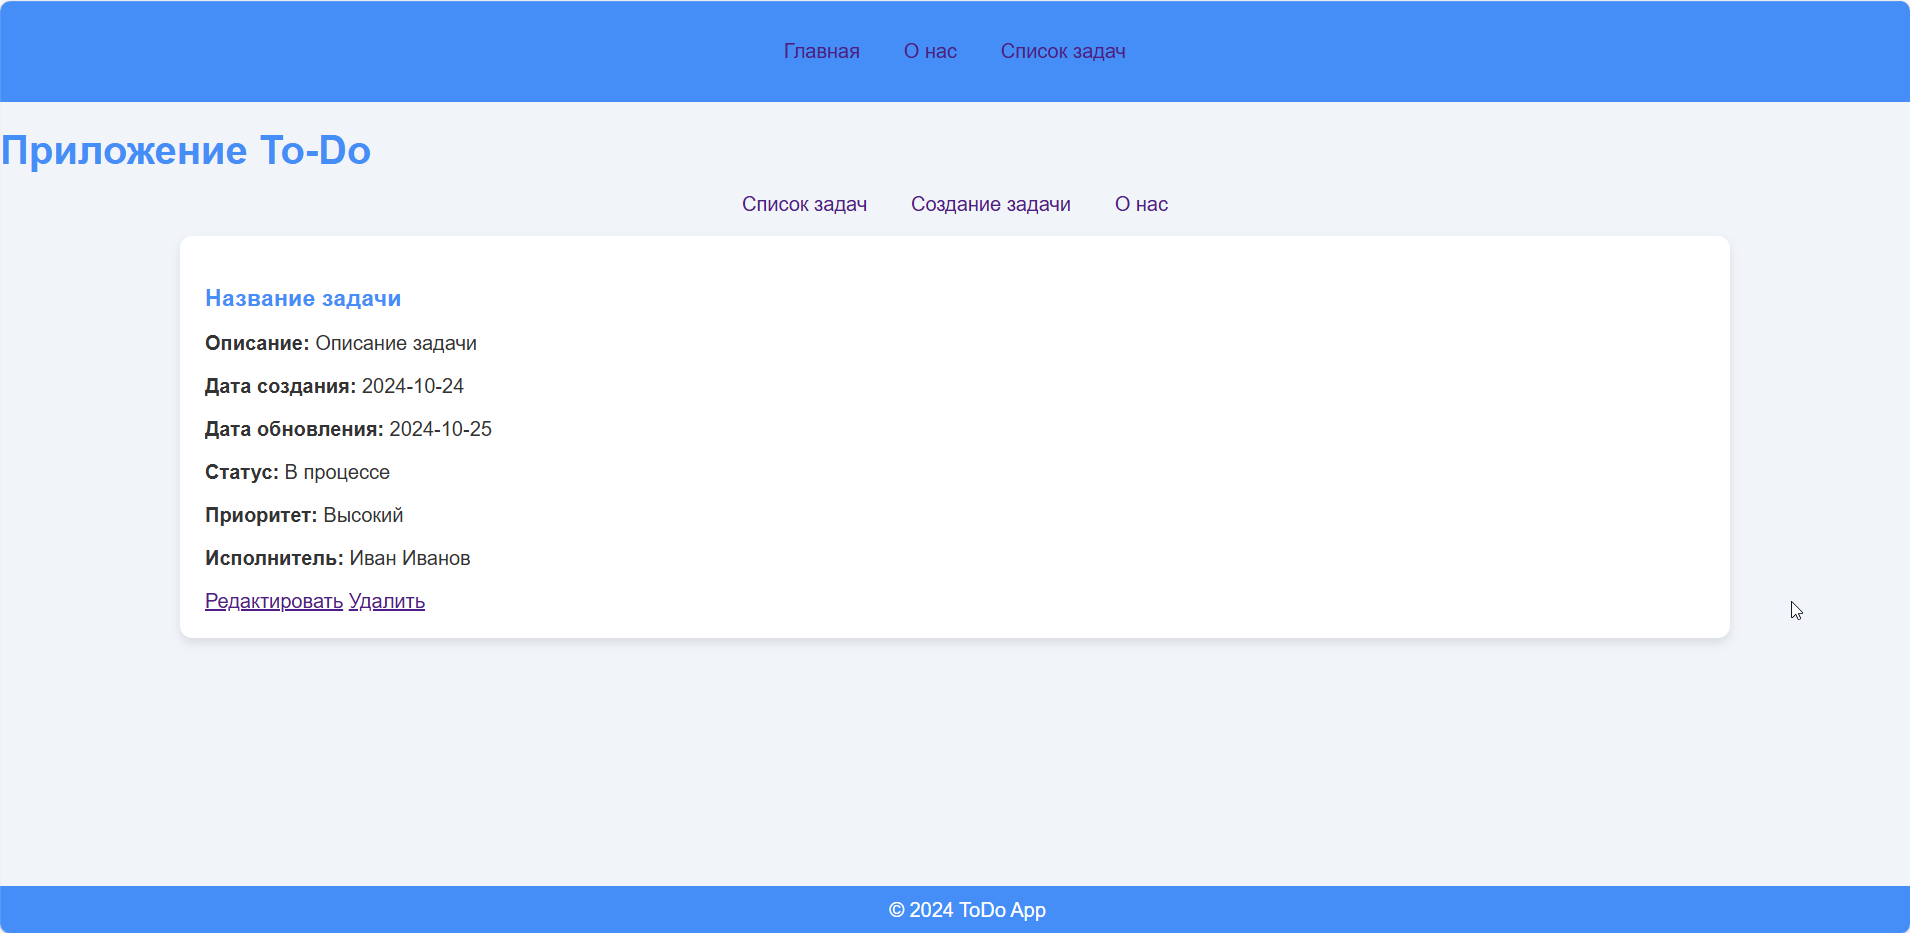 Главная О нас Список задач
Приложение To-Do
Список задач Создание задачи О нас
Название задачи
Описание: Описание задачи
Дата создания: 2024-10-24
Дата обновления: 2024-10-25
Статус: В процессе
Приоритет: Высокий
Исполнитель: Иван Иванов
Редактировать Удалить
© 2024 ToDo App